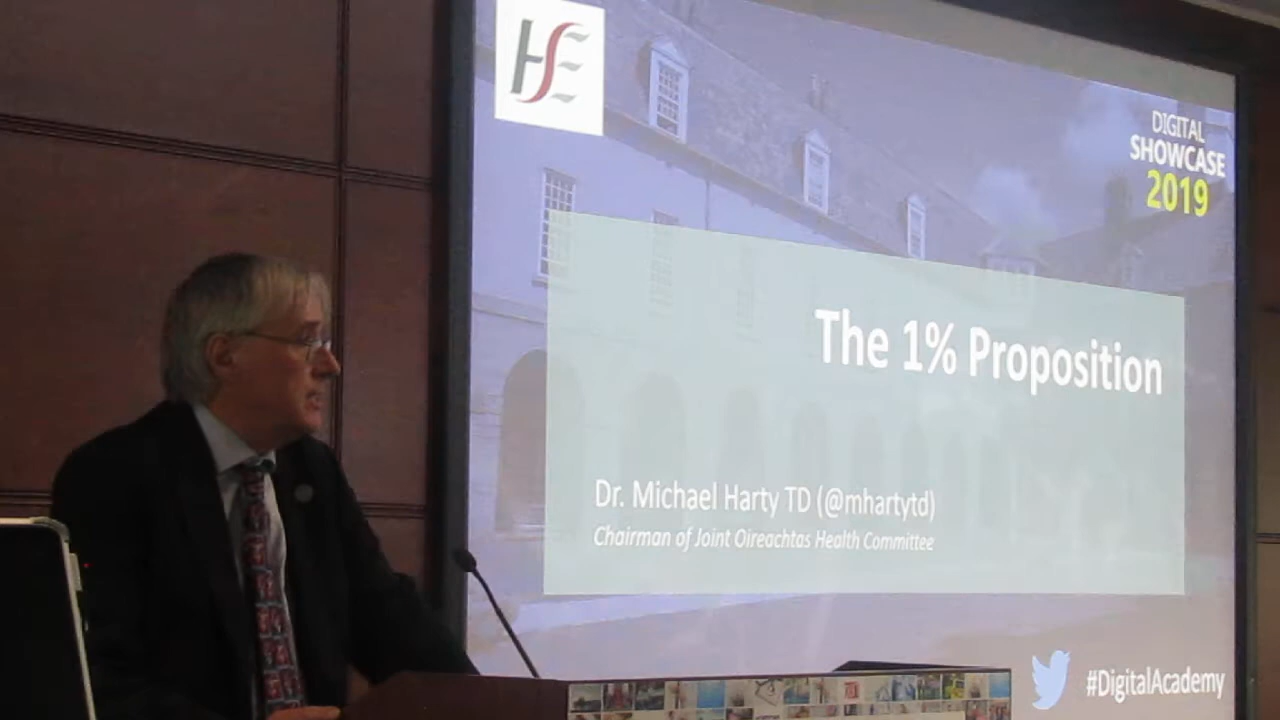 HSE
DIGITAL
SHOWCASE
2019
The 1% Proposition
Dr. Michael Harty TD (@mhartytd)
Chairman of Joint Oireachtas Health Committee
#DigitalAcademy